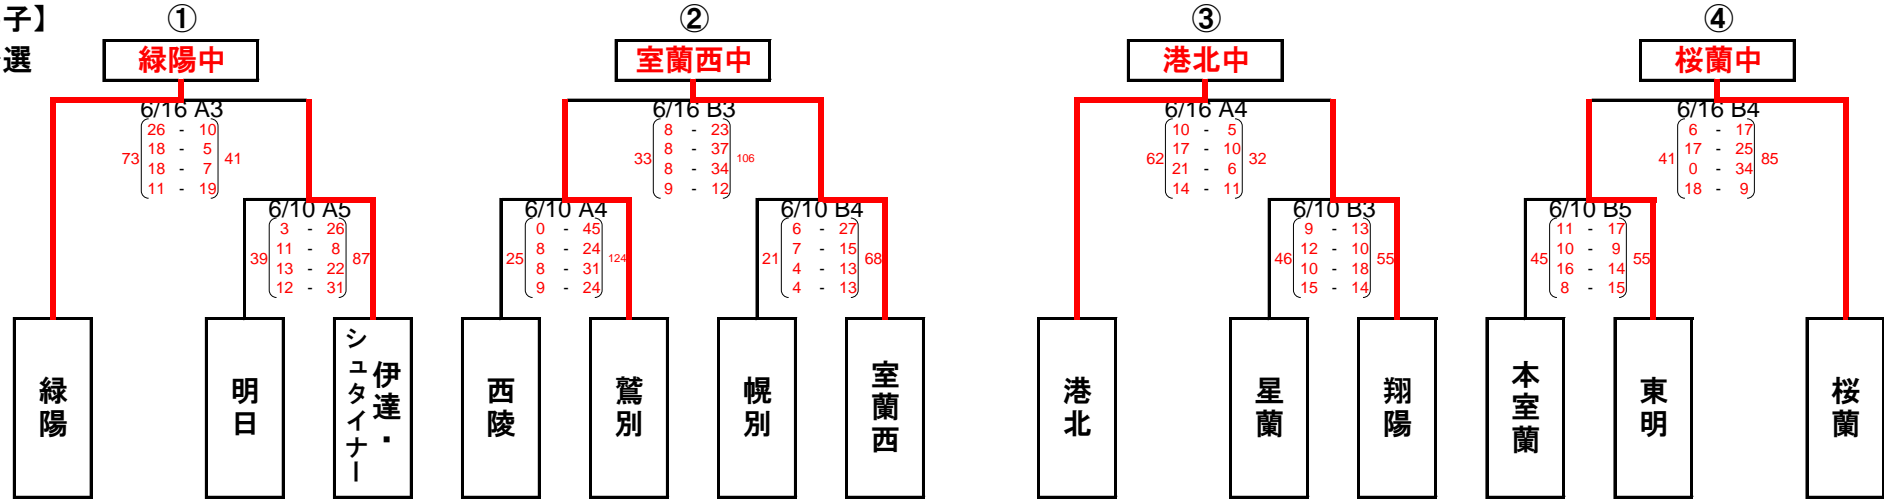 子】
選
①
緑陽中
6/16 A3
73
26 - 10
18 - 5
18 - 7
11 - 19
41
6/10 A5
39
3 - 26
11 - 8
13 - 22
12 - 31
87
緑陽
明日
伊達・
シュタイナー
②
室蘭西中
6/16 B3
33
8 - 23
8 - 37
8 - 34
9 - 12
106
6/10 A4
25
0 - 45
8 - 24
8 - 31
9 - 24
124
6/10 B4
21
6 - 27
7 - 15
4 - 13
4 - 13
68
西陵
鷲別
幌別
室蘭西
③
港北中
6/16 A4
62
10 - 5
17 - 10
21 - 6
14 - 11
32
6/10 B3
46
9 - 13
12 - 10
10 - 18
15 - 14
55
港北
星蘭
翔陽
④
桜蘭中
6/16 B4
41
6 - 17
17 - 25
0 - 34
18 - 9
85
6/10 B5
45
11 - 17
10 - 9
16 - 14
8 - 15
55
本室蘭
東明
桜蘭